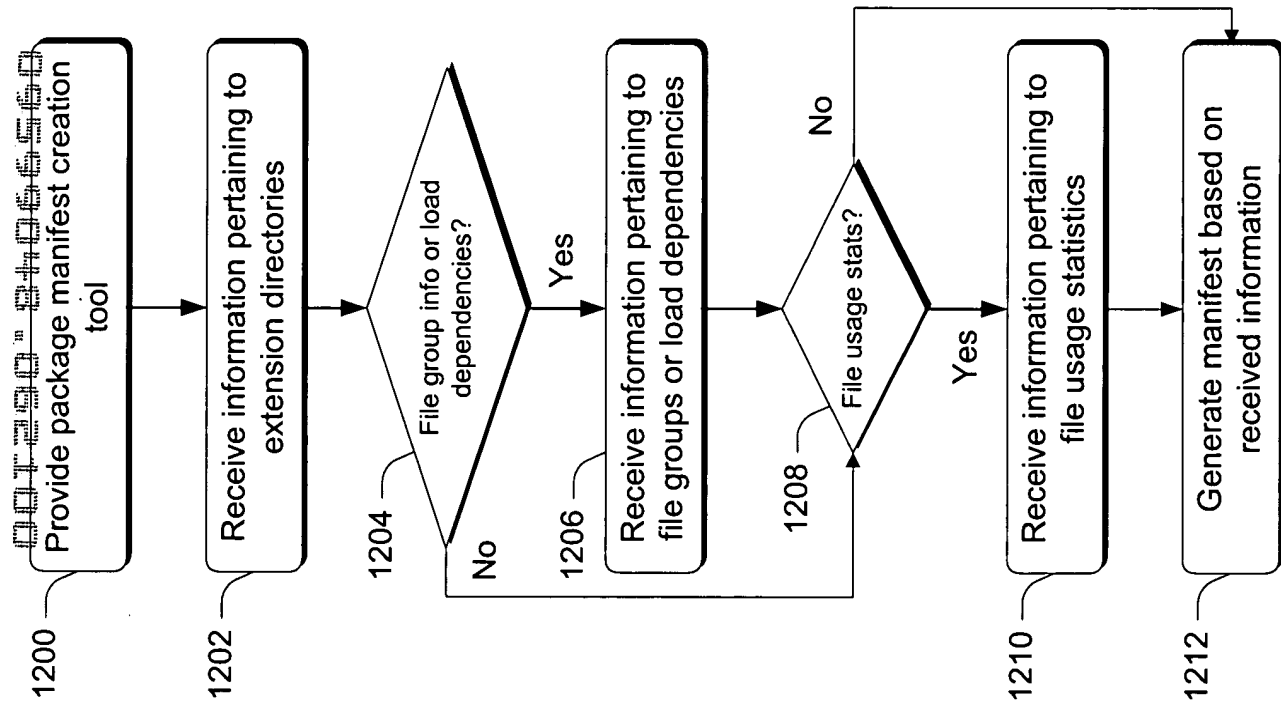 1200
Provide package manifest creation
tool
1202
Receive information pertaining to
extension directories
1204
File group info or load
dependencies?
No
Yes
1206
Receive information pertaining to
file groups or load dependencies
1208
File usage stats?
No
Yes
1210
Receive information pertaining to
file usage statistics
1212
Generate manifest based on
received information